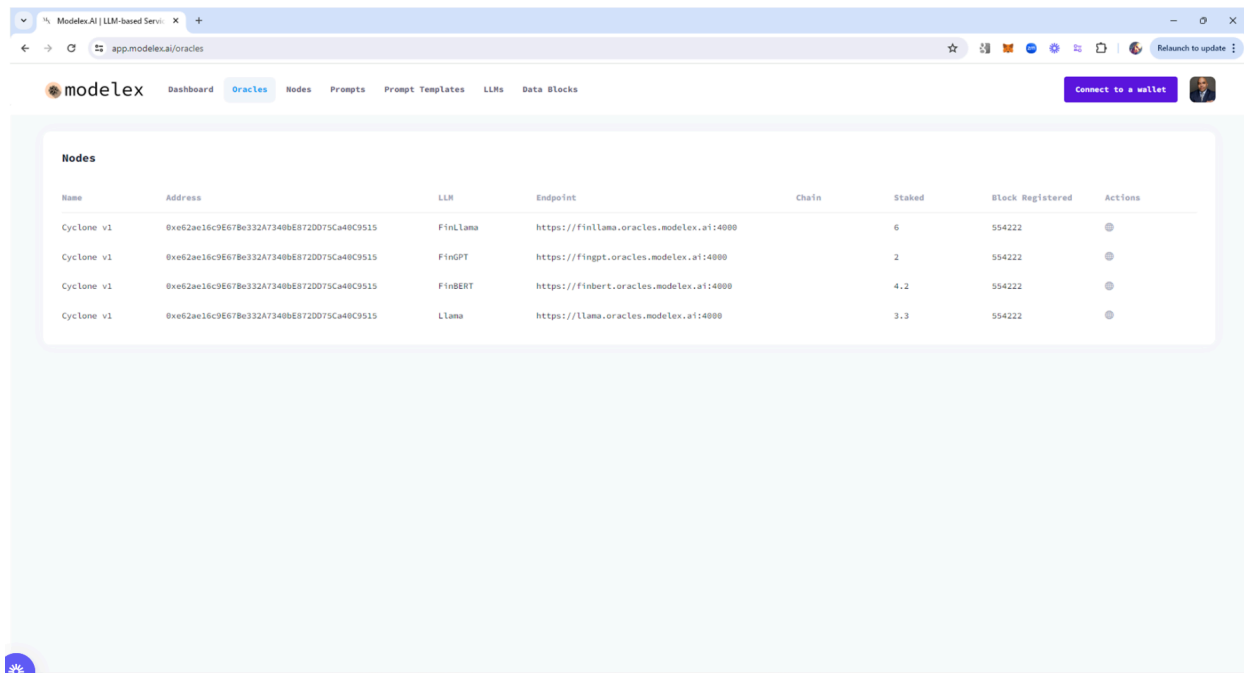 Modelex.AI | LLM-based Servic
app.modelex.ai/oracles
Relaunch to update
modelex Dashboard Oracles Nodes Prompts Prompt Templates LLMs Data Blocks Connect to a wallet
Nodes
Name Address LLM Endpoint Chain Staked Block Registered Actions
Cyclone v1 0xe62ae16c9E67Be332A7340bE872DD75Ca40C9515 FinLlama https://finllama.oracles.modelex.ai:4000 6 554222
Cyclone v1 0xe62ae16c9E67Be332A7340bE872DD75Ca40C9515 FinGPT https://fingpt.oracles.modelex.ai:4000 2 554222
Cyclone v1 0xe62ae16c9E67Be332A7340bE872DD75Ca40C9515 FinBERT https://finbert.oracles.modelex.ai:4000 4.2 554222
Cyclone v1 0xe62ae16c9E67Be332A7340bE872DD75Ca40C9515 Llama https://llama.oracles.modelex.ai:4000 3.3 554222